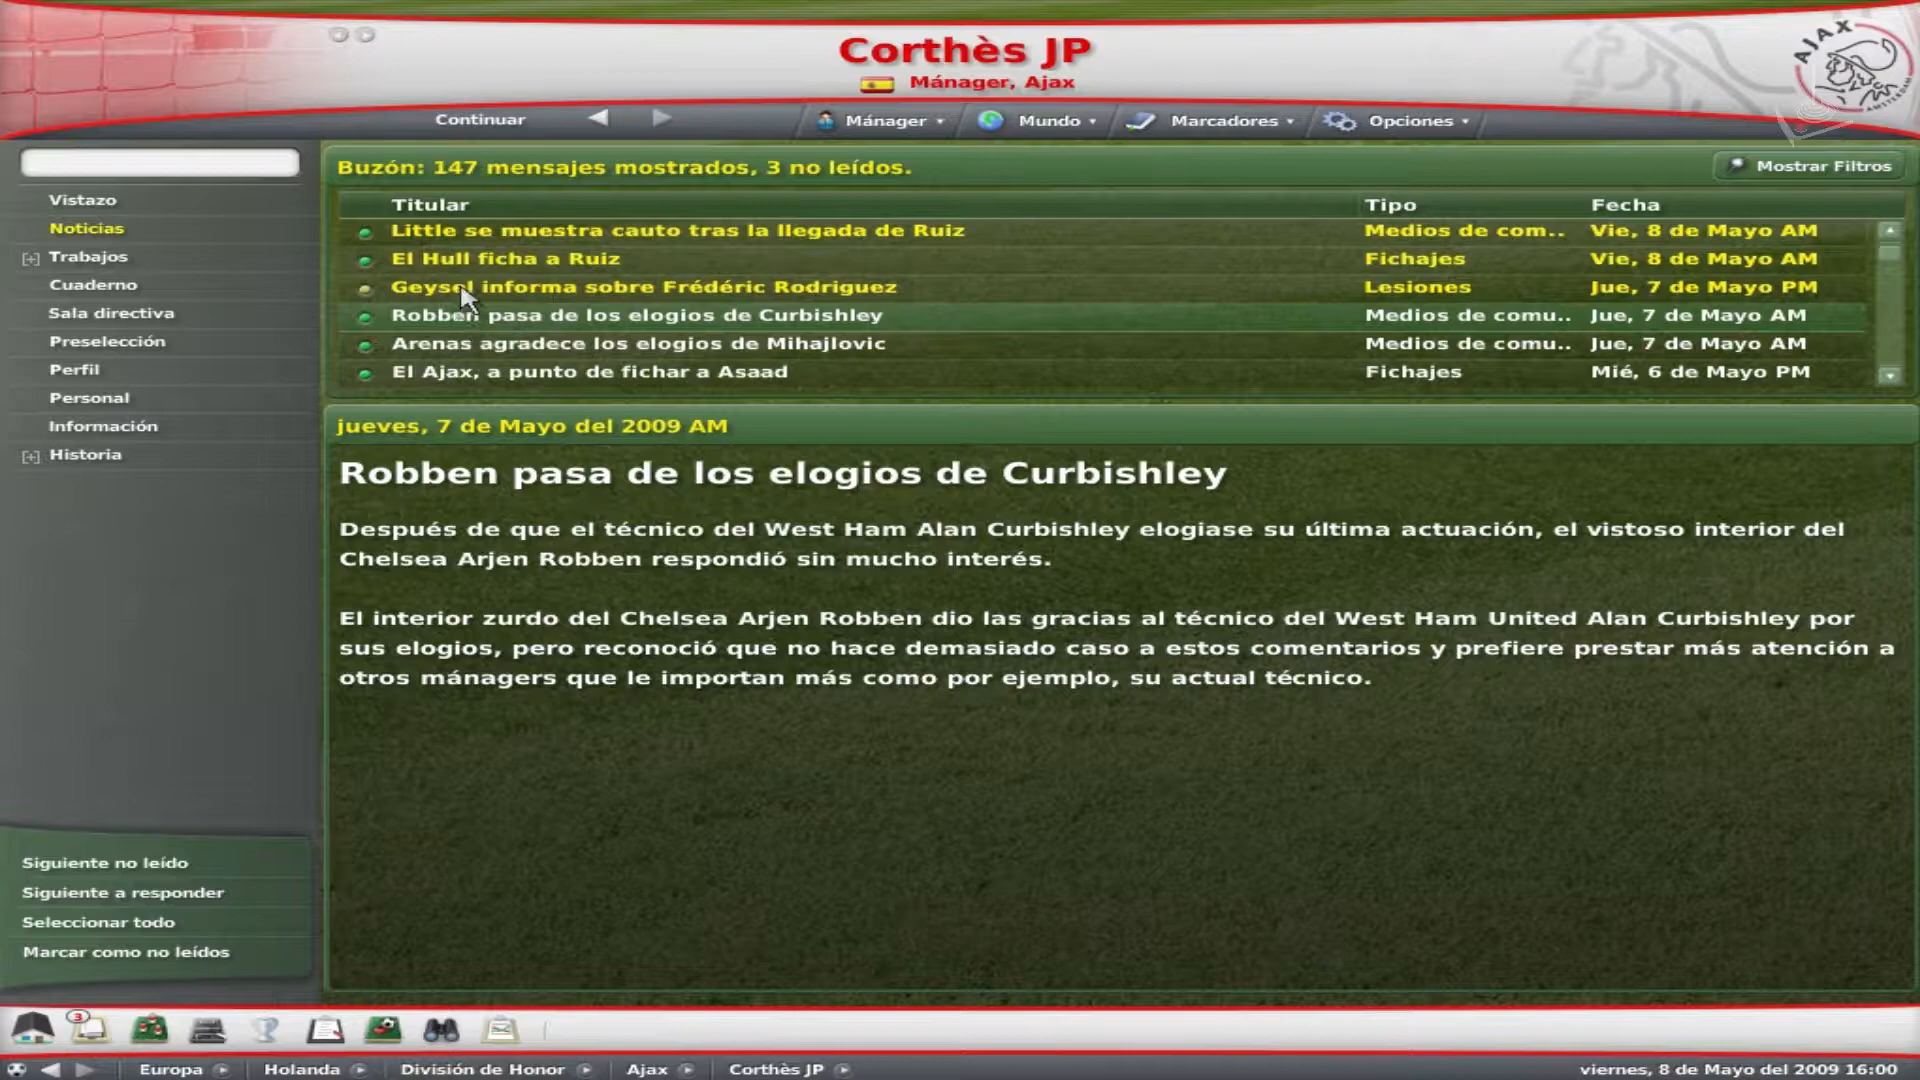 Corthès JP
Mánager, Ajax
AJAX
AMSTERDAM
Continuar
Mánager
Mundo
Marcadores
Opciones
Vistazo
Noticias
[+] Trabajos
Cuaderno
Sala directiva
Preselección
Perfil
Personal
Información
[+] Historia
Buzón: 147 mensajes mostrados, 3 no leídos.
Mostrar Filtros
Titular Tipo Fecha
Little se muestra cauto tras la llegada de Ruiz Medios de com.. Vie, 8 de Mayo AM
El Hull ficha a Ruiz Fichajes Vie, 8 de Mayo AM
Geysel informa sobre Frédéric Rodriguez Lesiones Jue, 7 de Mayo PM
Robben pasa de los elogios de Curbishley Medios de comu.. Jue, 7 de Mayo AM
Arenas agradece los elogios de Mihajlovic Medios de comu.. Jue, 7 de Mayo AM
El Ajax, a punto de fichar a Asaad Fichajes Mié, 6 de Mayo PM
jueves, 7 de Mayo del 2009 AM
Robben pasa de los elogios de Curbishley
Después de que el técnico del West Ham Alan Curbishley elogiase su última actuación, el vistoso interior del
Chelsea Arjen Robben respondió sin mucho interés.
El interior zurdo del Chelsea Arjen Robben dio las gracias al técnico del West Ham United Alan Curbishley por
sus elogios, pero reconoció que no hace demasiado caso a estos comentarios y prefiere prestar más atención a
otros mánagers que le importan más como por ejemplo, su actual técnico.
Siguiente no leído
Siguiente a responder
Seleccionar todo
Marcar como no leídos
3
Europa
Holanda
División de Honor
Ajax
Corthès JP
viernes, 8 de Mayo del 2009 16:00